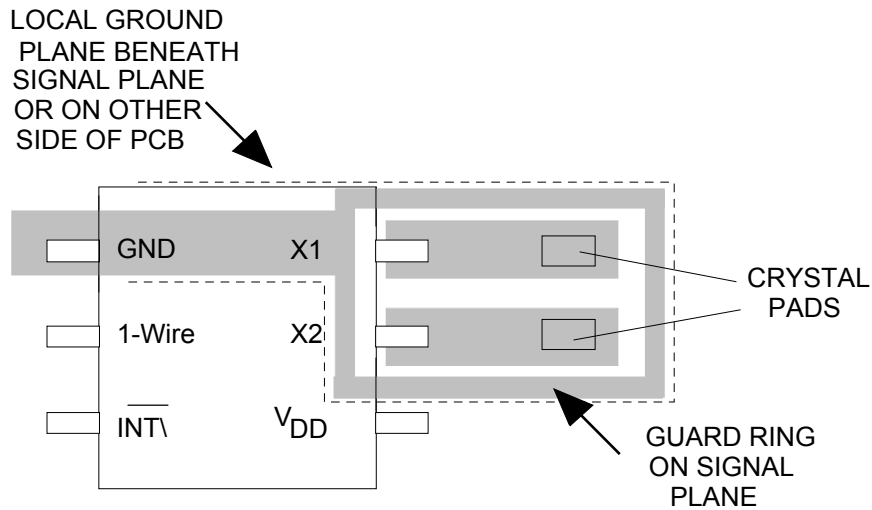 LOCAL GROUND
PLANE BENEATH
SIGNAL PLANE
OR ON OTHER
SIDE OF PCB
GND
X1
1-Wire
X2
INT\
VDD
CRYSTAL
PADS
GUARD RING
ON SIGNAL
PLANE